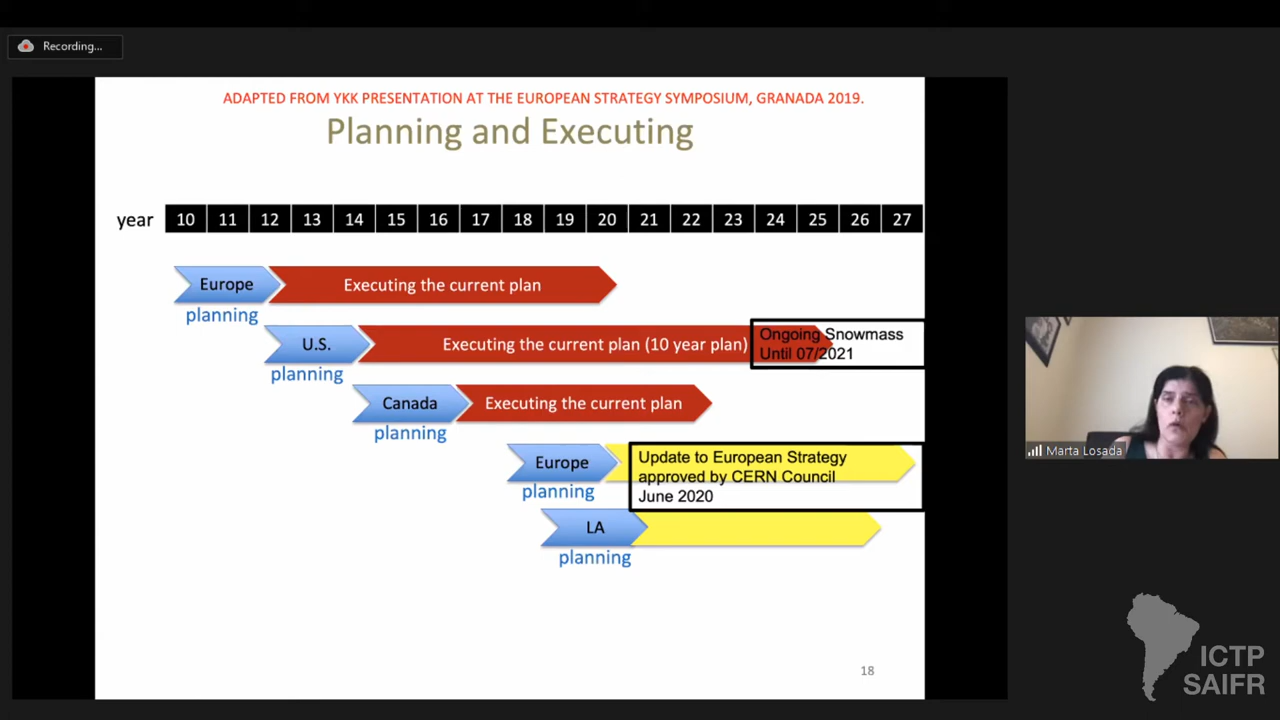 Recording...
ADAPTED FROM YKK PRESENTATION AT THE EUROPEAN STRATEGY SYMPOSIUM, GRANADA 2019.
Planning and Executing
year 10 11 12 13 14 15 16 17 18 19 20 21 22 23 24 25 26 27
Europe
Executing the current plan
planning
U.S.
Executing the current plan (10 year plan)
Ongoing Snowmass
Until 07/2021
planning
Canada
Executing the current plan
planning
Europe
planning
Update to European Strategy
approved by CERN Council
June 2020
LA
planning
18
Marta Losada
ICTP
SAIFR